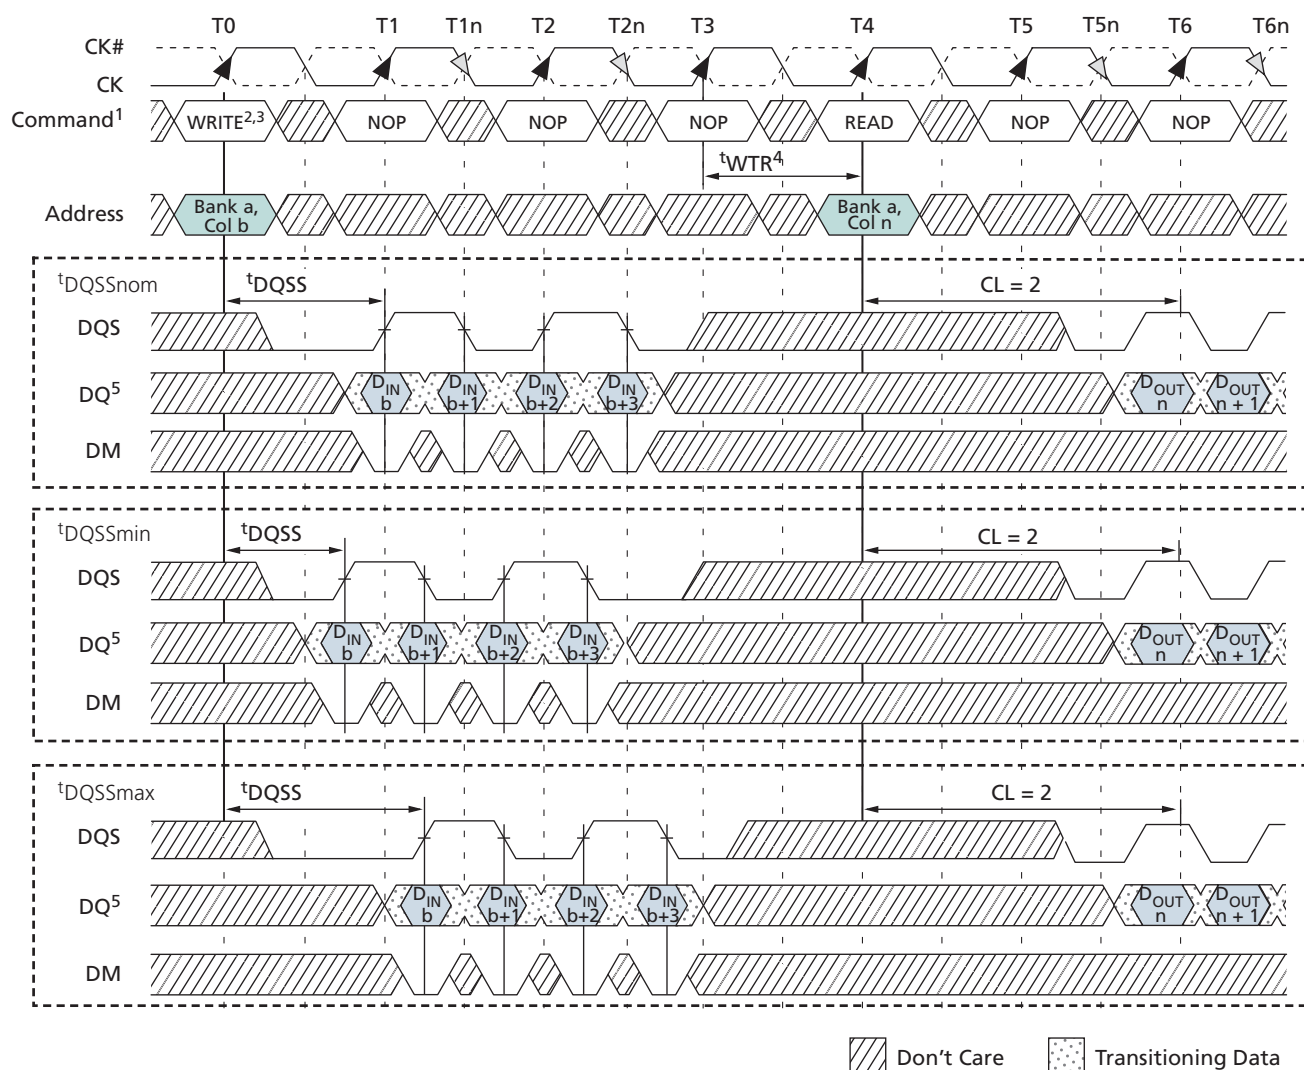 T0 T1 T1n T2 T2n T3 T4 T5 T5n T6 T6n
CK#
CK
Command1 WRITE2,3 NOP NOP NOP READ NOP NOP
tWTR4
Address Bank a, Col b Bank a, Col n
tDQSSnom tDQSS CL = 2
DQS
DQ5 DIN b DIN b+1 DIN b+2 DIN b+3 DOUT n DOUT n + 1
DM
tDQSSmin tDQSS CL = 2
DQS
DQ5 DIN b DIN b+1 DIN b+2 DIN b+3 DOUT n DOUT n + 1
DM
tDQSSmax tDQSS CL = 2
DQS
DQ5 DIN b DIN b+1 DIN b+2 DIN b+3 DOUT n DOUT n + 1
DM
Don't Care Transitioning Data